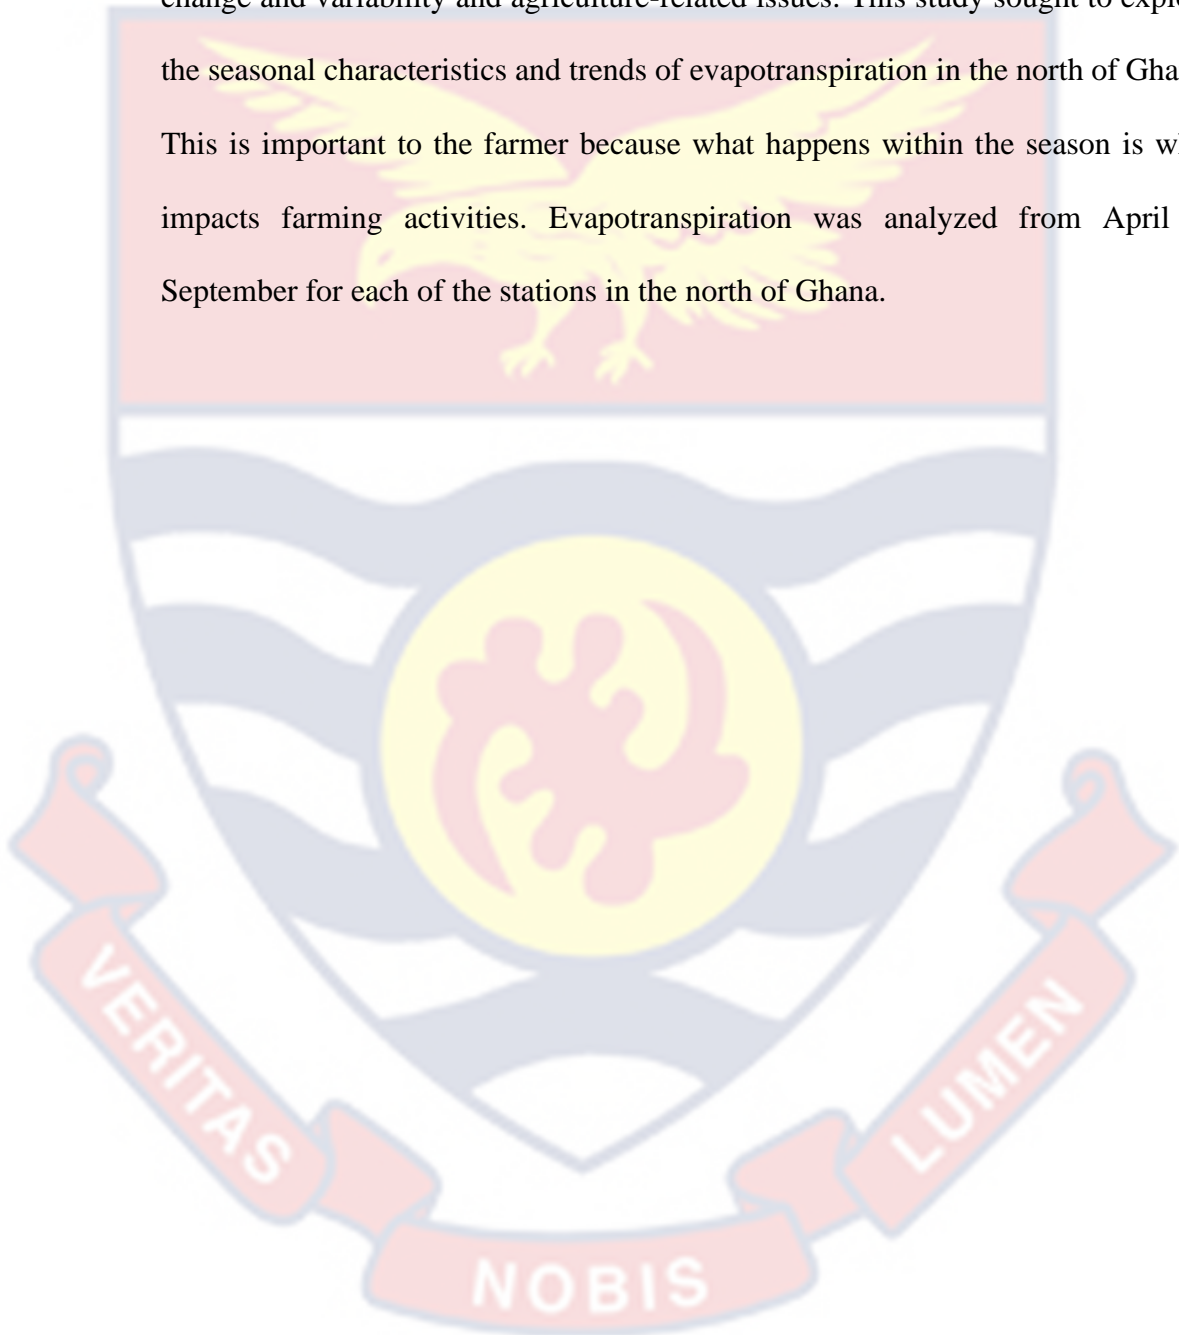 change and variability and agriculture-related issues. This study sought to
the seasonal characteristics and trends of evapotranspiration in the north of
This is important to the farmer because what happens within the season is
impacts farming activities. Evapotranspiration was analyzed from April
September for each of the stations in the north of Ghana.
VERITAS
NOBIS
LUMEN